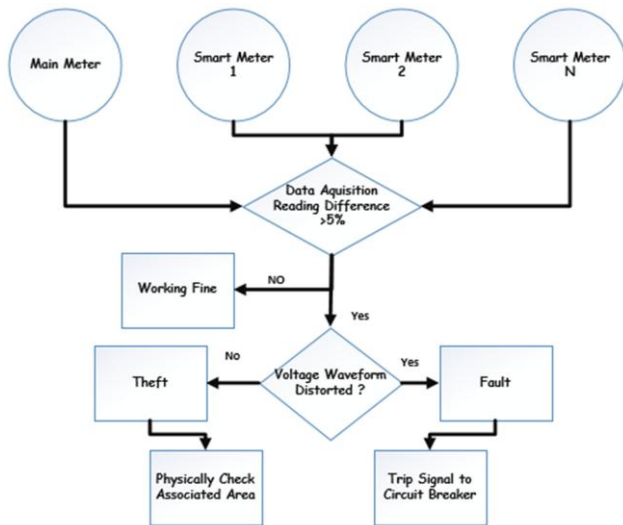 Main Meter
Smart Meter
1
Smart Meter
2
Smart Meter
N
Data Aquisition
Reading Difference
>5%
NO
Working Fine
Yes
No
Yes
Theft
Voltage Waveform
Distorted ?
Fault
Physically Check
Associated Area
Trip Signal to
Circuit Breaker